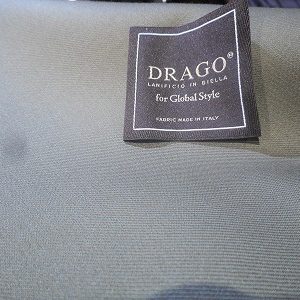 DRAGO®
LANIFICIO IN BIELLA
for Global Style
FABRIC MADE IN ITALY